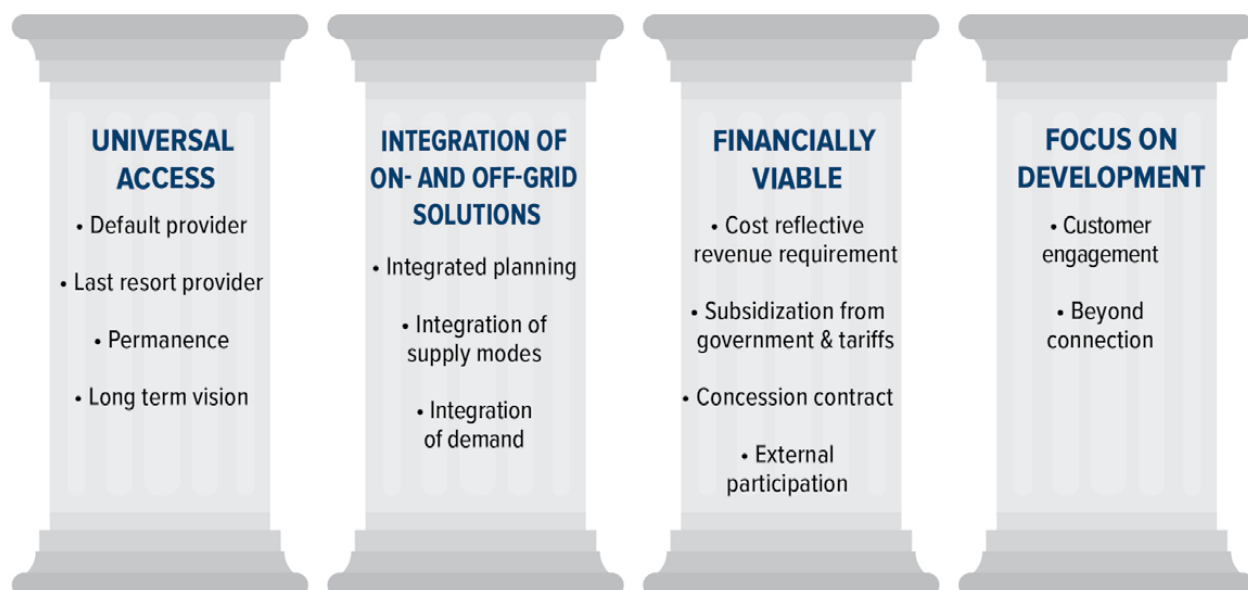 UNIVERSAL
ACCESS
• Default provider
• Last resort provider
• Permanence
• Long term vision
INTEGRATION OF
ON- AND OFF-GRID
SOLUTIONS
• Integrated planning
• Integration of
supply modes
• Integration
of demand
FINANCIALLY
VIABLE
• Cost reflective
revenue requirement
• Subsidization from
government & tariffs
• Concession contract
• External
participation
FOCUS ON
DEVELOPMENT
• Customer
engagement
• Beyond
connection